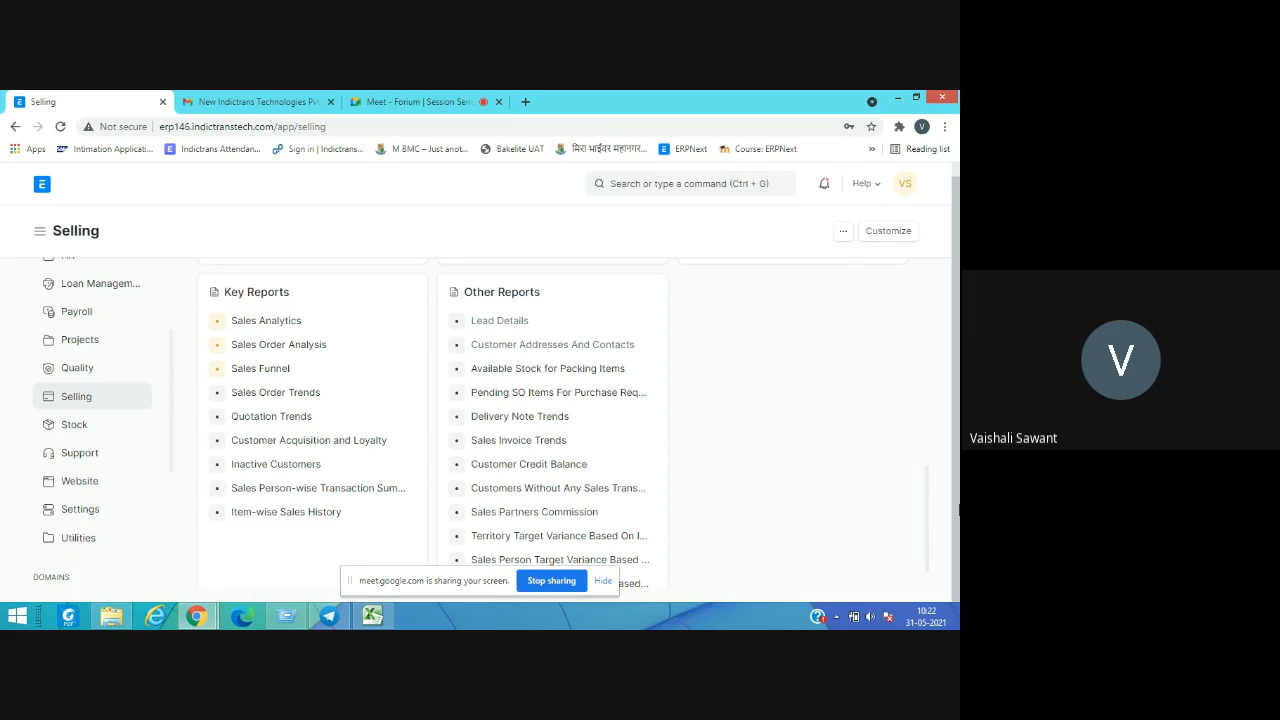 Selling
New Indictrans Technologies Pvt
Meet - Forium | Session Seri
Not secure
erp146.indictranstech.com/app/selling
V
Apps
Intimation Applicati...
Indictrans Attendan...
Sign in | Indictrans...
M BMC – Just anot...
Bakelite UAT
मिरा भाईंदर महानगर...
ERPNext
Course: ERPNext
»
Reading list
E
Search or type a command (Ctrl + G)
Help
VS
Selling
...
Customize
Loan Managem...
Payroll
Projects
Quality
Selling
Stock
Support
Website
Settings
Utilities
DOMAINS
Key Reports
Sales Analytics
Sales Order Analysis
Sales Funnel
Sales Order Trends
Quotation Trends
Customer Acquisition and Loyalty
Inactive Customers
Sales Person-wise Transaction Sum...
Item-wise Sales History
Other Reports
Lead Details
Customer Addresses And Contacts
Available Stock for Packing Items
Pending SO Items For Purchase Req...
Delivery Note Trends
Sales Invoice Trends
Customer Credit Balance
Customers Without Any Sales Trans...
Sales Partners Commission
Territory Target Variance Based On I...
Sales Person Target Variance Based ...
ased...
meet.google.com is sharing your screen.
Stop sharing
Hide
10:22
31-05-2021
V
Vaishali Sawant